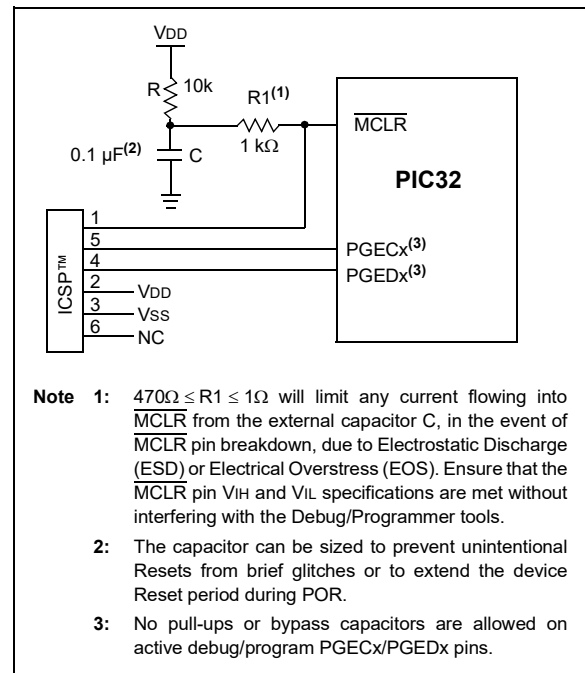 VDD
R 10k
R1(1)
1 kΩ
0.1 µF(2)
C
MCLR
PIC32
PGECx(3)
PGEDx(3)
ICSP™
1
5
4
2
3
6
VDD
VSS
NC
Note 1: 470Ω ≤ R1 ≤ 1Ω will limit any current flowing into
MCLR from the external capacitor C, in the event of
MCLR pin breakdown, due to Electrostatic Discharge
(ESD) or Electrical Overstress (EOS). Ensure that the
MCLR pin VIH and VIL specifications are met without
interfering with the Debug/Programmer tools.
2: The capacitor can be sized to prevent unintentional
Resets from brief glitches or to extend the device
Reset period during POR.
3: No pull-ups or bypass capacitors are allowed on
active debug/program PGECx/PGEDx pins.